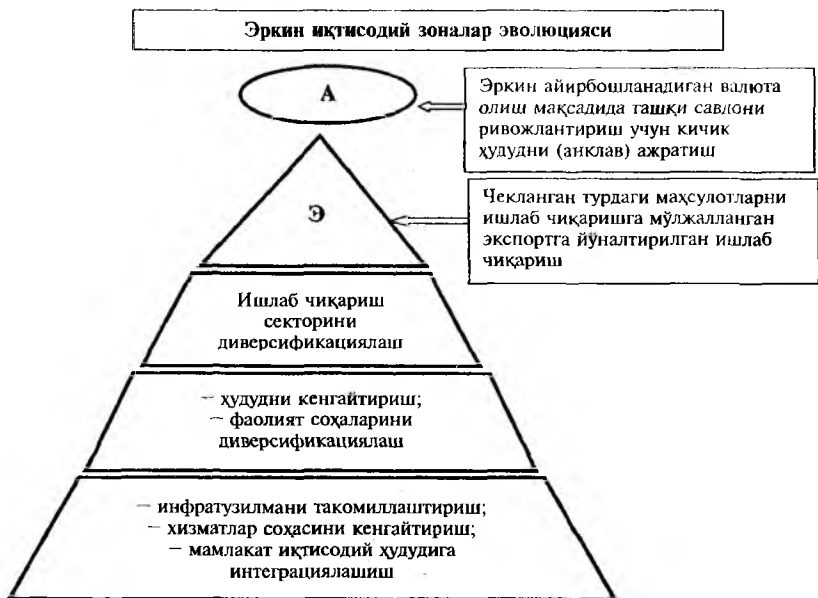 Эркин иқтисодий зоналар эволюцияси
А
Эркин айирбошланадиган валюта
олиш мақсадида ташқи савдони
ривожлантириш учун кичик
ҳудудни (анклав) ажратиш
Э
Чекланган турдаги маҳсулотларни
ишлаб чиқаришга мўлжалланган
экспортга йўналтирилган ишлаб
чиқариш
Ишлаб чиқариш
секторини
диверсификациялаш
— ҳудудни кенгайтириш;
— фаолият соҳаларини
диверсификациялаш
— инфратузилмани такомиллаштириш;
— хизматлар соҳасини кенгайтириш;
— мамлакат иқтисодий ҳудудига
интеграциялашиш